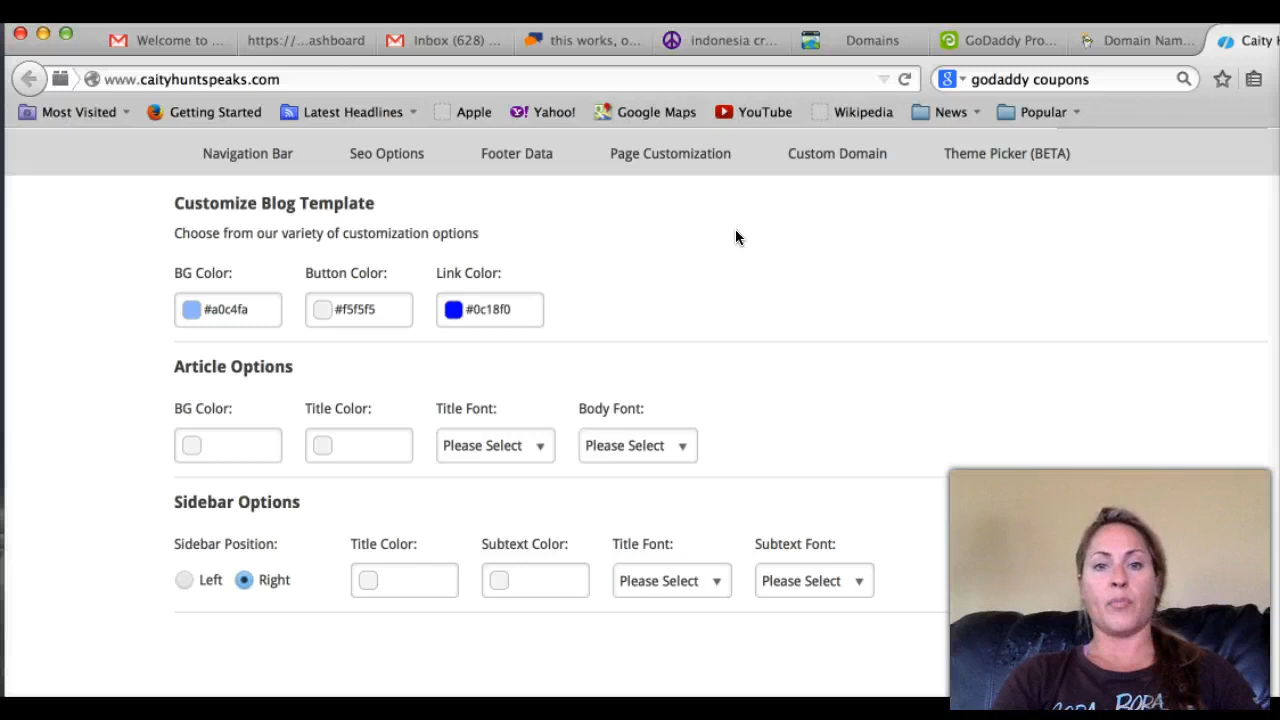 Welcome to ... https://...ashboard Inbox (628) ... this works, o... indonesia cr... Domains GoDaddy Pro... Domain Nam... Caity
www.caityhuntspeaks.com godaddy coupons
Most Visited Getting Started Latest Headlines Apple Yahoo! Google Maps YouTube Wikipedia News Popular
Navigation Bar Seo Options Footer Data Page Customization Custom Domain Theme Picker (BETA)
Customize Blog Template
Choose from our variety of customization options
BG Color: Button Color: Link Color:
#a0c4fa #f5f5f5 #0c18f0
Article Options
BG Color: Title Color: Title Font: Body Font:
Please Select Please Select
Sidebar Options
Sidebar Position: Title Color: Subtext Color: Title Font: Subtext Font:
Left Right Please Select Please Select
BORA